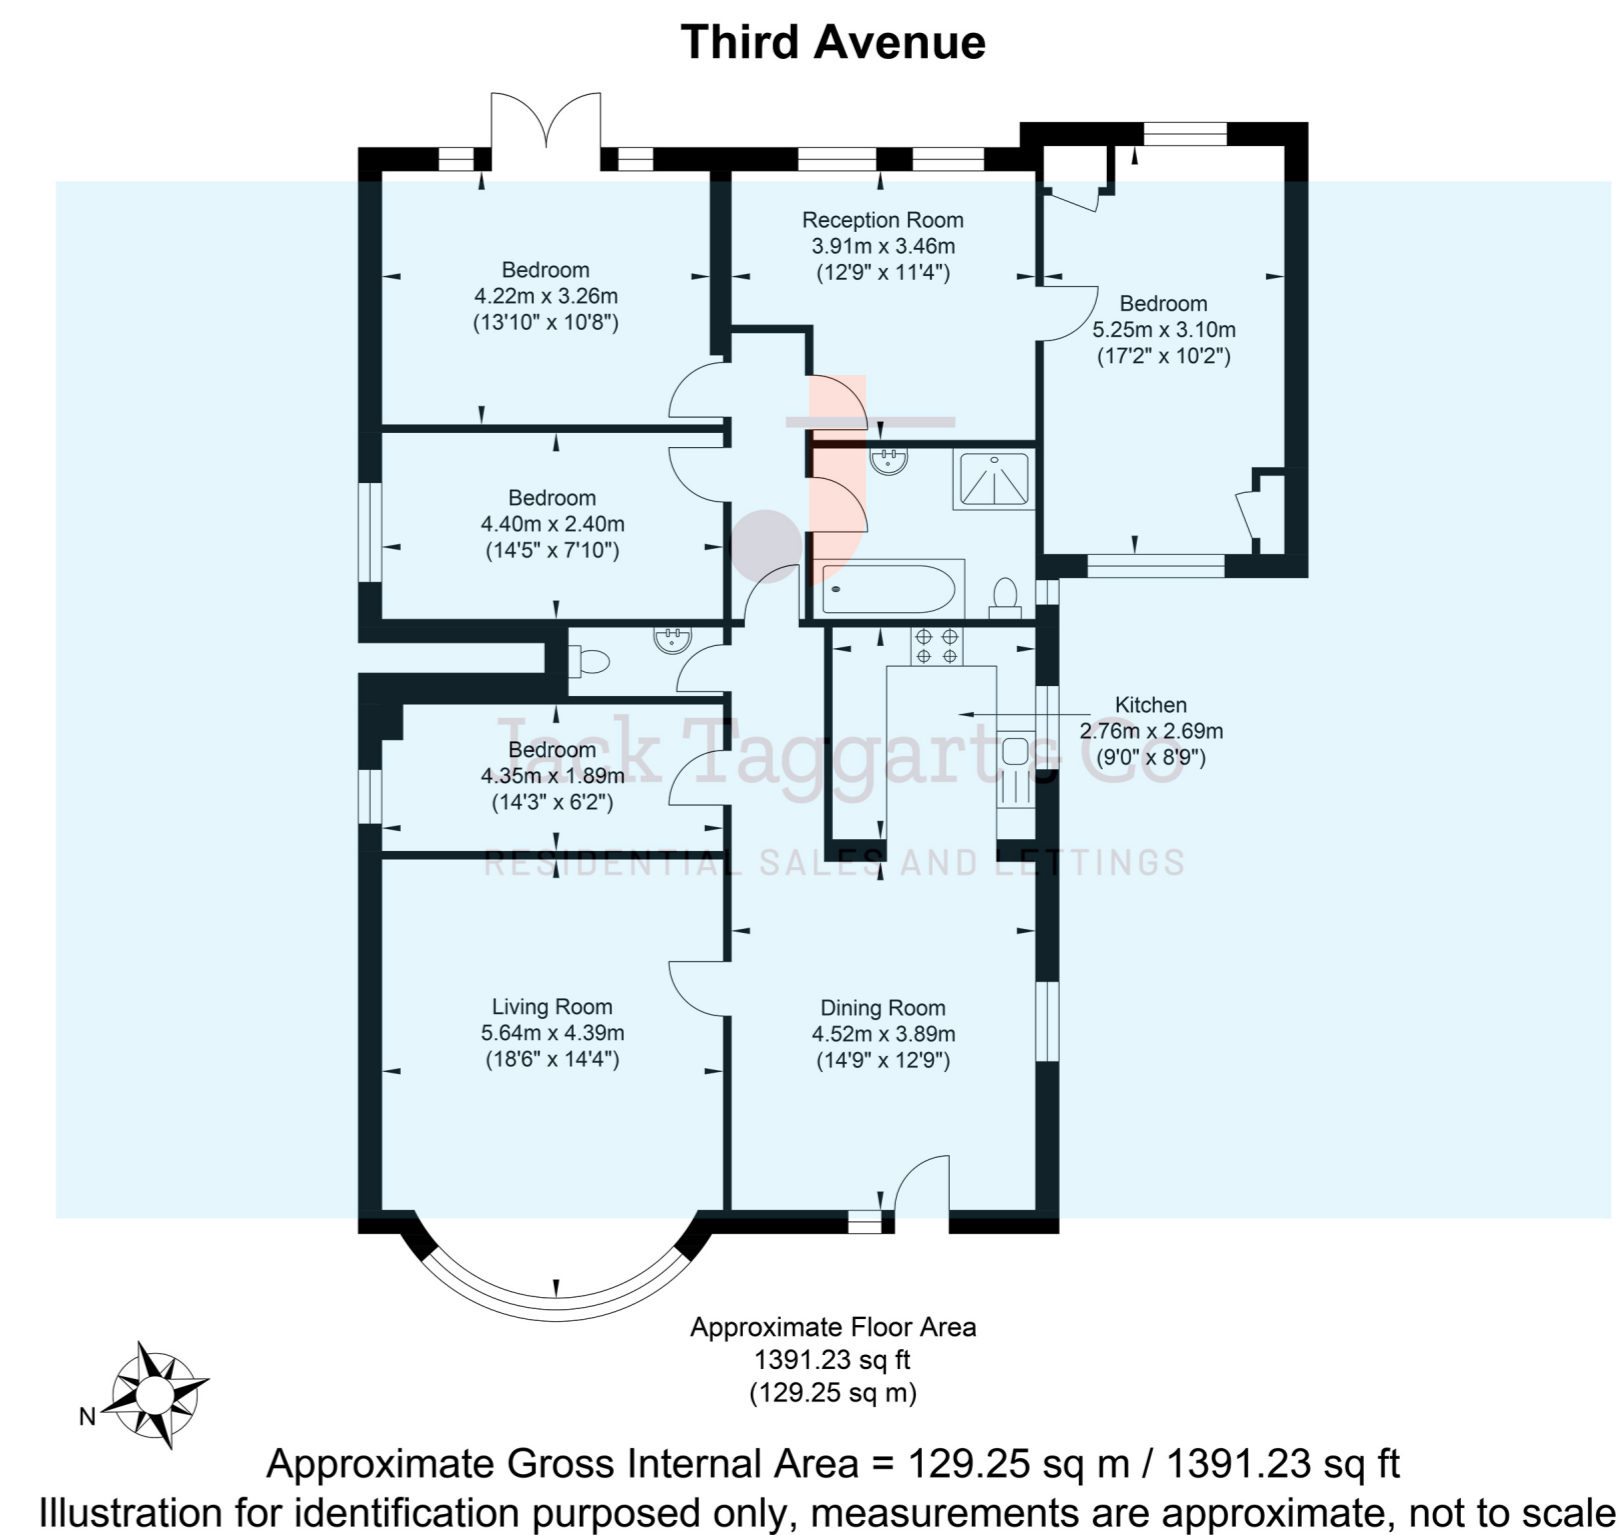 Third Avenue
Reception Room
3.91m x 3.46m
(12'9" x 11'4")
Bedroom
4.22m x 3.26m
(13'10" x 10'8")
Bedroom
5.25m x 3.10m
(17'2" x 10'2")
Bedroom
4.40m x 2.40m
(14'5" x 7'10")
Kitchen
2.76m x 2.69m
(9'0" x 8'9")
Jack Taggart & Co
Bedroom
4.35m x 1.89m
(14'3" x 6'2")
RESIDENTIAL SALES AND LETTINGS
Living Room
5.64m x 4.39m
(18'6" x 14'4")
Dining Room
4.52m x 3.89m
(14'9" x 12'9")
Approximate Floor Area
1391.23 sq ft
(129.25 sq m)
N
Approximate Gross Internal Area = 129.25 sq m / 1391.23 sq ft
Illustration for identification purposed only, measurements are approximate, not to scale